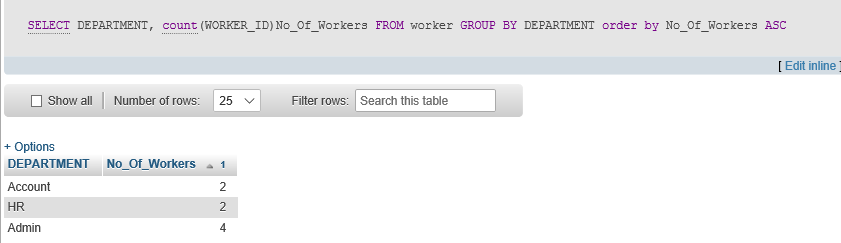 SELECT DEPARTMENT, count(WORKER_ID)No_Of_Workers FROM worker GROUP BY DEPARTMENT order by No_Of_Workers ASC
[ Edit inline ]
Show all Number of rows: 25 Filter rows: Search this table
+ Options
DEPARTMENT No_Of_Workers 1
Account 2
HR 2
Admin 4